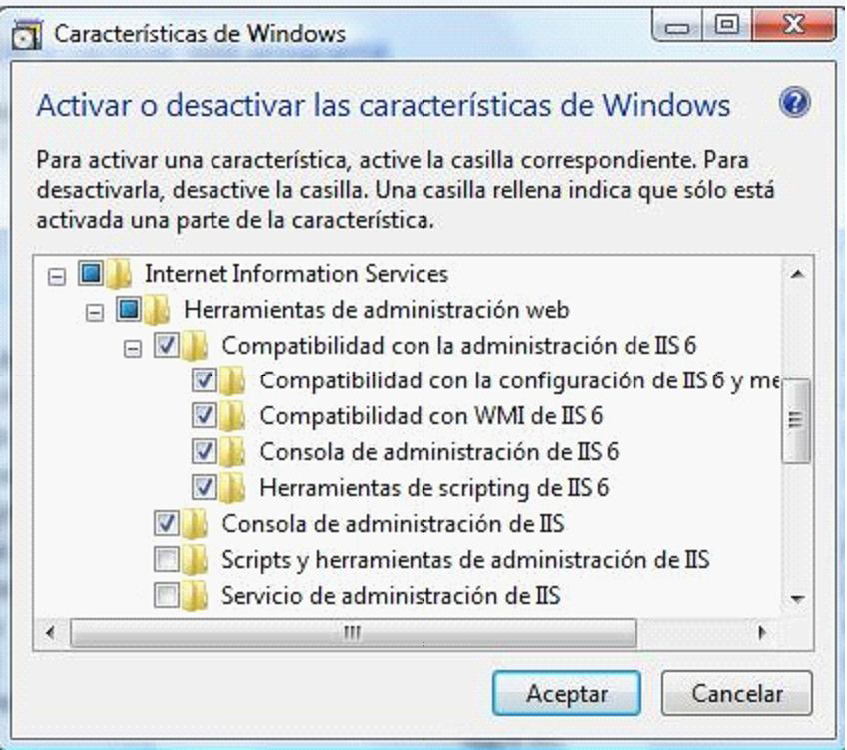 Características de Windows
Activar o desactivar las características de Windows
Para activar una característica, active la casilla correspondiente. Para
desactivarla, desactive la casilla. Una casilla rellena indica que sólo está
activada una parte de la característica.
Internet Information Services
Herramientas de administración web
Compatibilidad con la administración de IIS 6
Compatibilidad con la configuración de IIS 6 y me
Compatibilidad con WMI de IIS 6
Consola de administración de IIS 6
Herramientas de scripting de IIS 6
Consola de administración de IIS
Scripts y herramientas de administración de IIS
Servicio de administración de IIS
Aceptar Cancelar